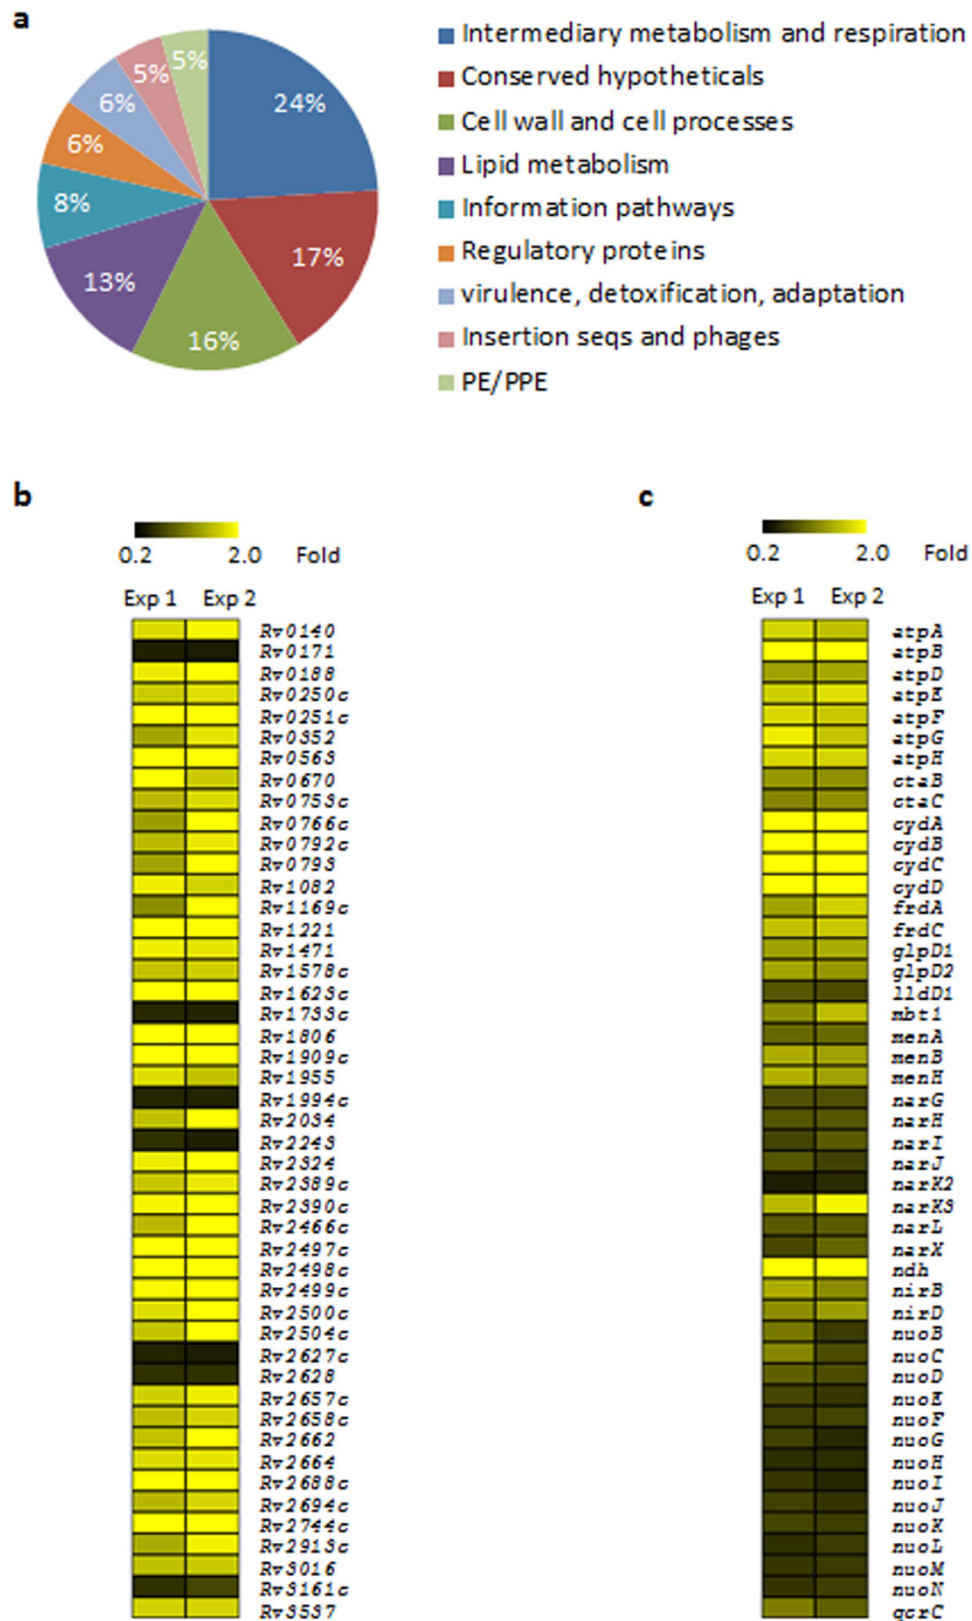 a
24%
17%
16%
13%
8%
6%
6%
5%
5%
Intermediary metabolism and respiration
Conserved hypotheticals
Cell wall and cell processes
Lipid metabolism
Information pathways
Regulatory proteins
virulence, detoxification, adaptation
Insertion seqs and phages
PE/PPE
b
0.2 2.0 Fold
Exp 1 Exp 2
Rv0140
Rv0171
Rv0188
Rv0250c
Rv0251c
Rv0352
Rv0563
Rv0670
Rv0753c
Rv0766c
Rv0792c
Rv0793
Rv1082
Rv1169c
Rv1221
Rv1471
Rv1578c
Rv1623c
Rv1733c
Rv1806
Rv1909c
Rv1955
Rv1994c
Rv2034
Rv2243
Rv2324
Rv2389c
Rv2390c
Rv2466c
Rv2497c
Rv2498c
Rv2499c
Rv2500c
Rv2504c
Rv2627c
Rv2628
Rv2657c
Rv2658c
Rv2662
Rv2664
Rv2688c
Rv2694c
Rv2744c
Rv2913c
Rv3016
Rv3161c
Rv3537
c
0.2 2.0 Fold
Exp 1 Exp 2
atpA
atpB
atpD
atpE
atpF
atpG
atpH
ctaB
ctaC
cydA
cydB
cydC
cydD
frdA
frdC
glpD1
glpD2
lldD1
mbt1
menA
menB
menH
narG
narH
narI
narJ
narK2
narK3
narL
narX
ndh
nirB
nirD
nuoB
nuoC
nuoD
nuoE
nuoF
nuoG
nuoH
nuoI
nuoJ
nuoK
nuoL
nuoM
nuoN
qcrC